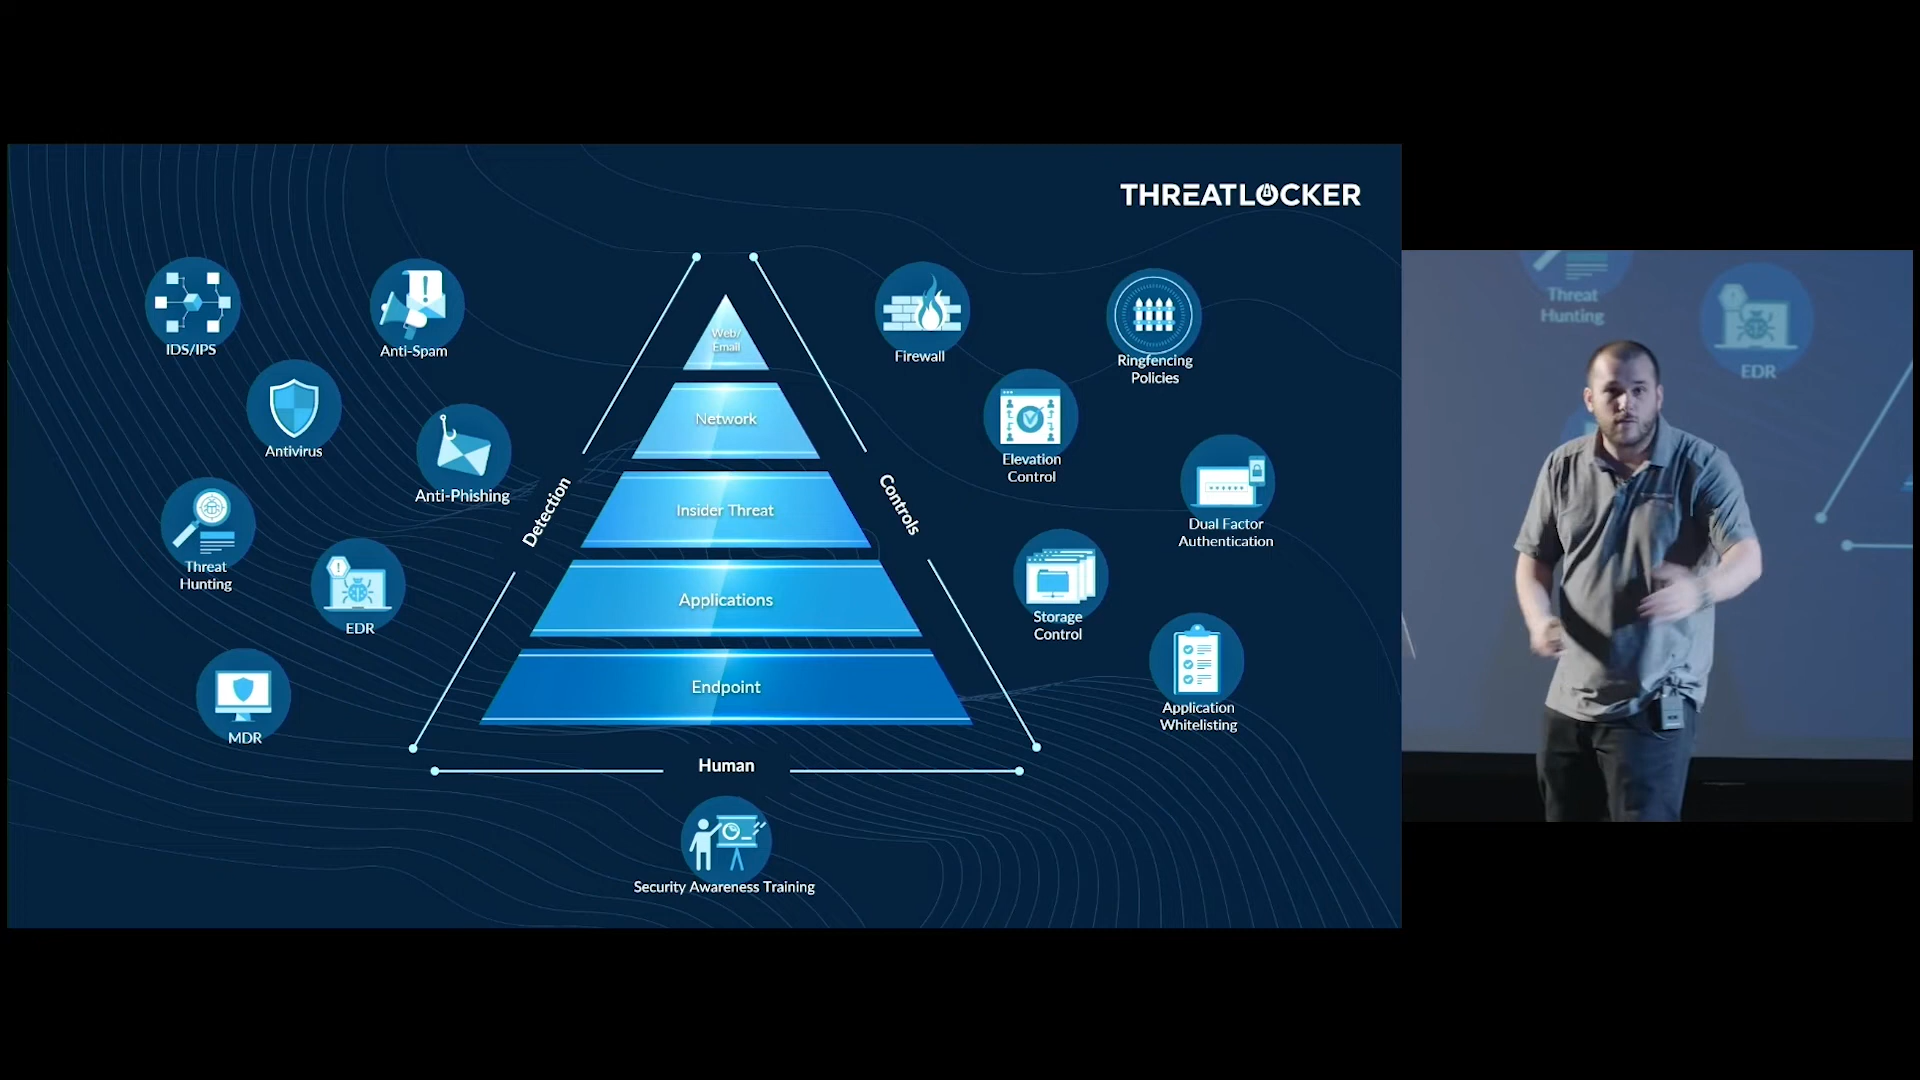 THREATLOCKER
IDS/IPS
Anti-Spam
Antivirus
Anti-Phishing
Threat
Hunting
EDR
MDR
Detection
Web/
Email
Network
Insider Threat
Applications
Endpoint
Controls
Human
Security Awareness Training
Firewall
Ringfencing
Policies
Elevation
Control
Dual Factor
Authentication
Storage
Control
Application
Whitelisting
Threat
Hunting
EDR